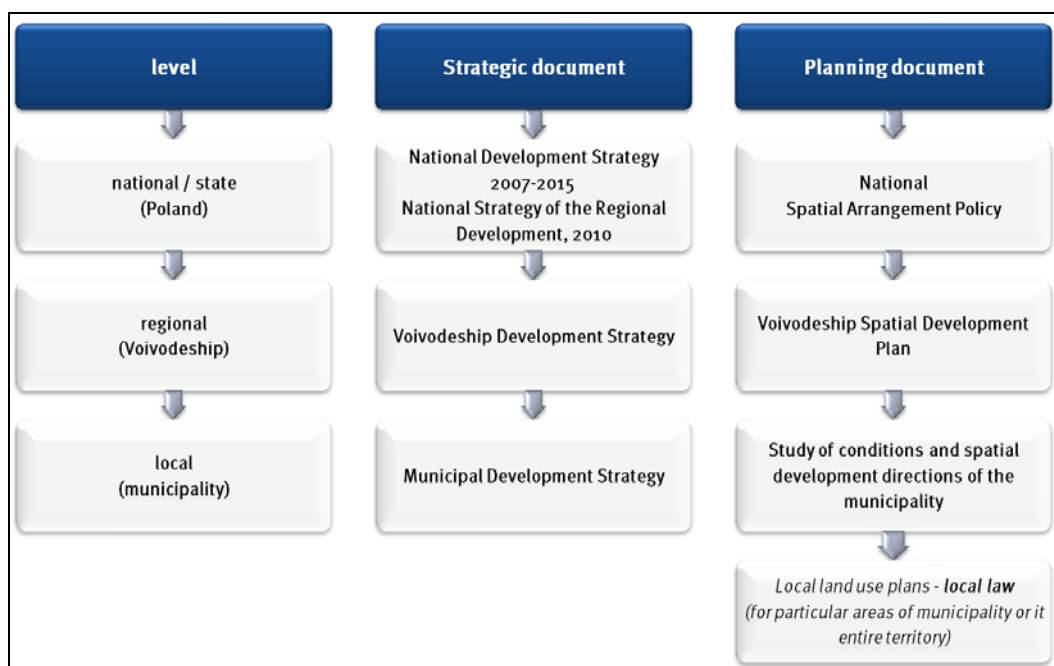 level
national / state
(Poland)
regional
(Voivodeship)
local
(municipality)
Strategic document
National Development Strategy
2007-2015
National Strategy of the Regional
Development, 2010
Voivodeship Development Strategy
Municipal Development Strategy
Planning document
National
Spatial Arrangement Policy
Voivodeship Spatial Development
Plan
Study of conditions and spatial
development directions of the
municipality
Local land use plans - local law
(for particular areas of municipality or it
entire territory)